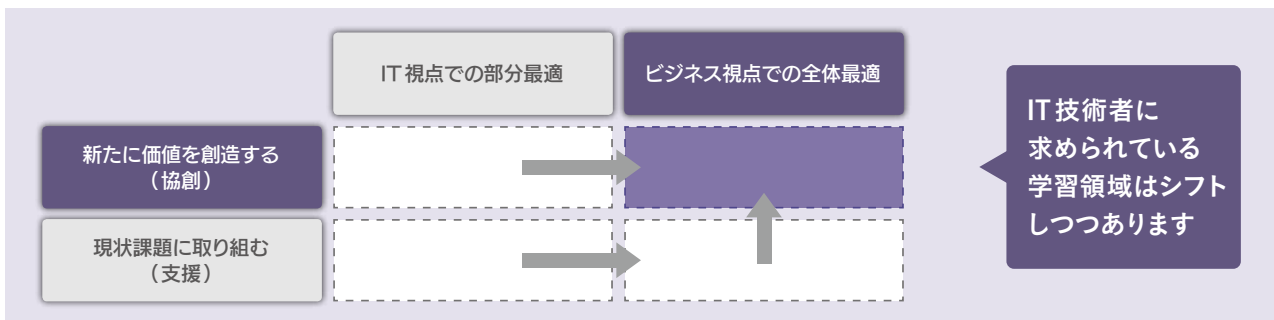 IT視点での部分最適
ビジネス視点での全体最適
新たに価値を創造する
（協創）
現状課題に取り組む
（支援）
IT技術者に
求められている
学習領域はシフト
しつつあります